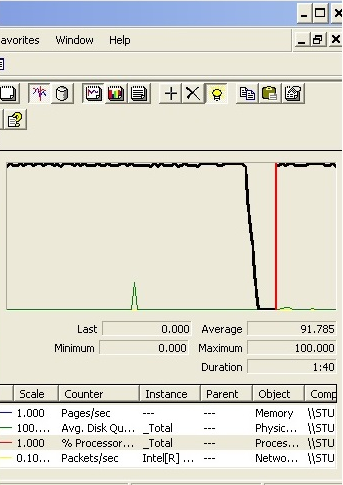 avorites Window Help
Last 0.000 Average 91.785
Minimum 0.000 Maximum 100.000
Duration 1:40
Scale Counter Instance Parent Object Comp
1.000 Pages/sec --- --- Memory \\STU
100.... Avg. Disk Qu... _Total --- Physic... \\STU
1.000 % Processor... _Total --- Proces... \\STU
0.10... Packets/sec Intel[R] ... --- Netwo... \\STU